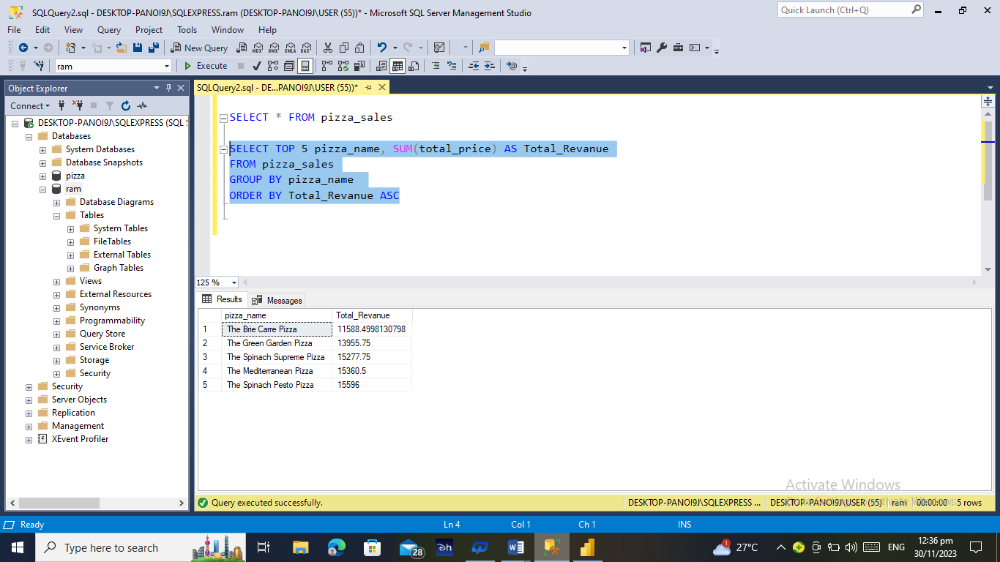 SQLQuery2.sql - DESKTOP-PANOI9J\SQLEXPRESS.ram (DESKTOP-PANOI9J\USER (55))* - Microsoft SQL Server Management Studio
Quick Launch (Ctrl+Q)
File Edit View Query Project Tools Window Help
New Query MDX DMX XMLA DAX
ram Execute
Object Explorer
SQLQuery2.sql - DE...PANOI9J\USER (55))*
Connect
DESKTOP-PANOI9J\SQLEXPRESS (SQL
Databases
System Databases
Database Snapshots
pizza
ram
Database Diagrams
Tables
System Tables
FileTables
External Tables
Graph Tables
Views
External Resources
Synonyms
Programmability
Query Store
Service Broker
Storage
Security
Security
Server Objects
Replication
Management
XEvent Profiler
SELECT * FROM pizza_sales
SELECT TOP 5 pizza_name, SUM(total_price) AS Total_Revanue
FROM pizza_sales
GROUP BY pizza_name
ORDER BY Total_Revanue ASC
125 %
Results Messages
pizza_name Total_Revanue
1 The Brie Carre Pizza 11588.4998130798
2 The Green Garden Pizza 13955.75
3 The Spinach Supreme Pizza 15277.75
4 The Mediterranean Pizza 15360.5
5 The Spinach Pesto Pizza 15596
Activate Windows
Query executed successfully. DESKTOP-PANOI9J\SQLEXPRESS ... DESKTOP-PANOI9J\USER (55) ram 00:00:00 5 rows
Ready Ln 4 Col 1 Ch 1 INS
Type here to search 28 1 27°C ENG 12:36 pm
30/11/2023